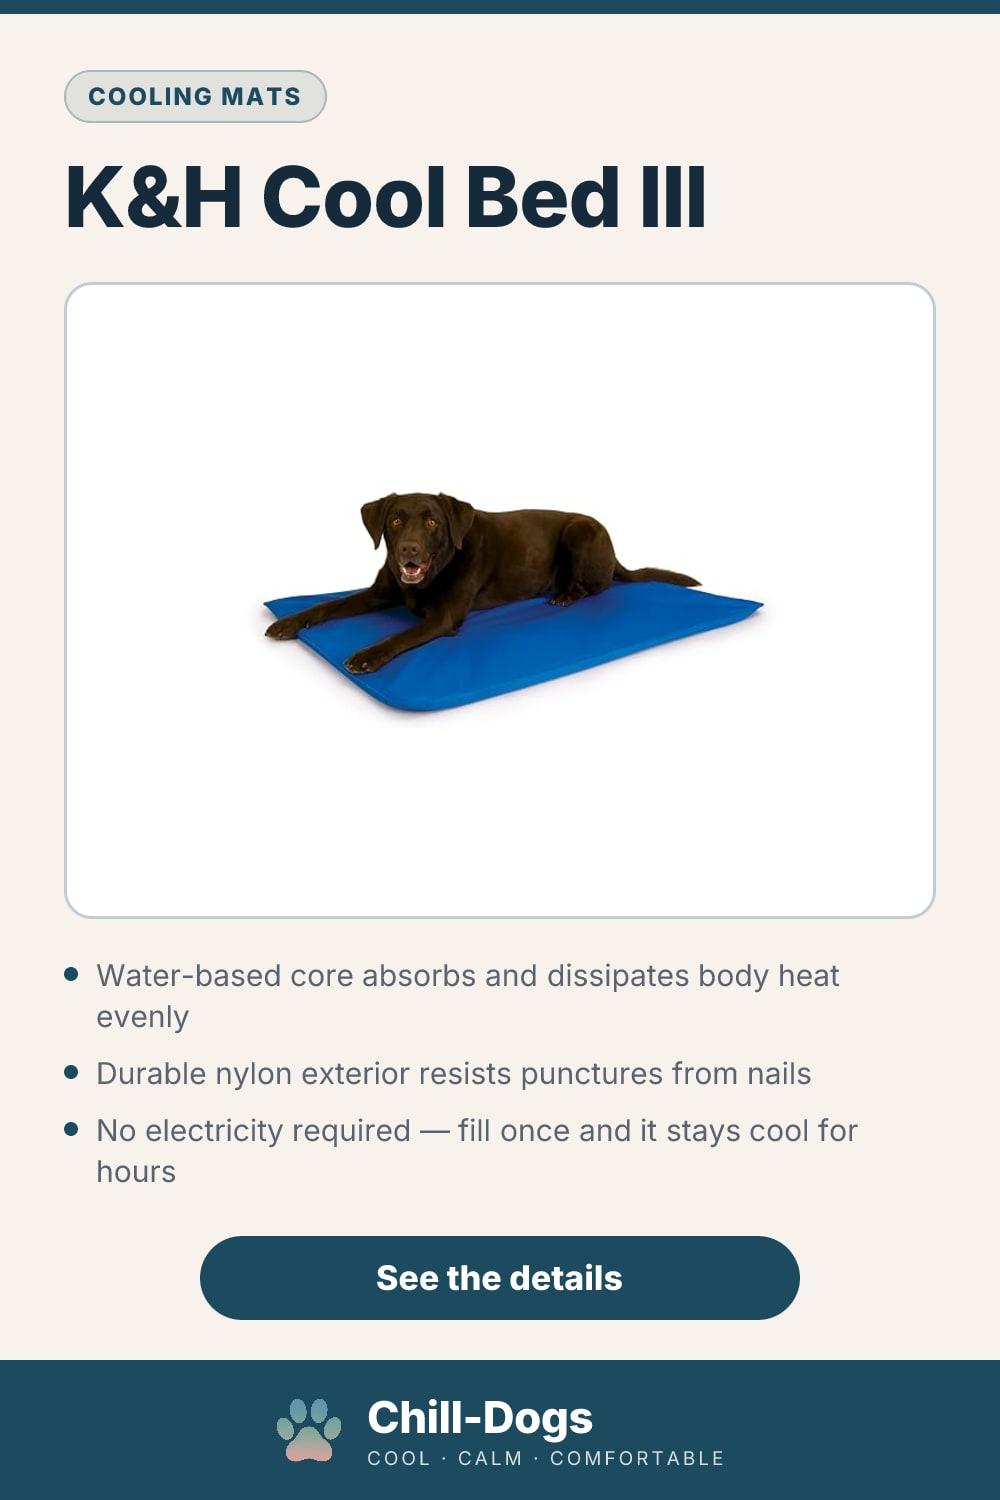 COOLING MATS
K&H Cool Bed III
Water-based core absorbs and dissipates body heat
evenly
Durable nylon exterior resists punctures from nails
No electricity required — fill once and it stays cool for
hours
See the details
Chill-Dogs
COOL · CALM · COMFORTABLE